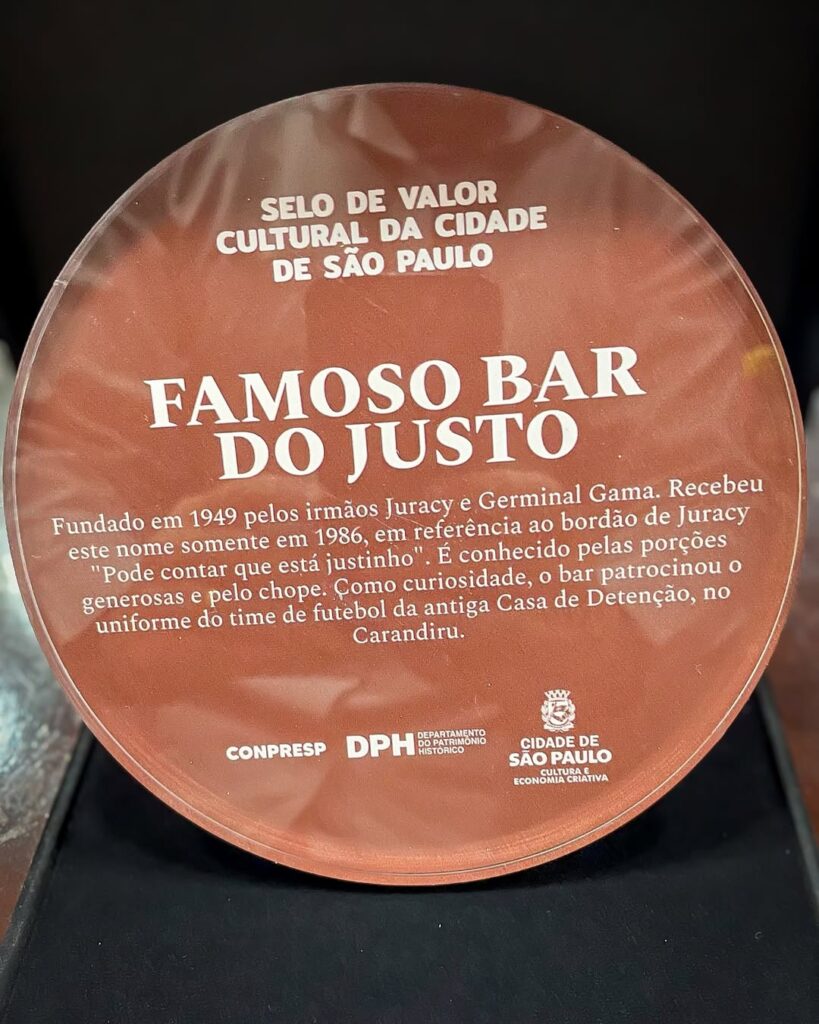 SELO DE VALOR
CULTURAL DA CIDADE
DE SÃO PAULO
FAMOSO BAR
DO JUSTO
Fundado em 1949 pelos irmãos Juracy e Germinal Gama. Recebeu
este nome somente em 1986, em referência ao bordão de Juracy
"Pode contar que está justinho". É conhecido pelas porções
generosas e pelo chope. Como curiosidade, o bar patrocinou o
uniforme do time de futebol da antiga Casa de Detenção, no
Carandiru.
CONPRESP
DPH
DEPARTAMENTO
DO PATRIMÔNIO
HISTÓRICO
CIDADE DE
SÃO PAULO
CULTURA E
ECONOMIA CRIATIVA